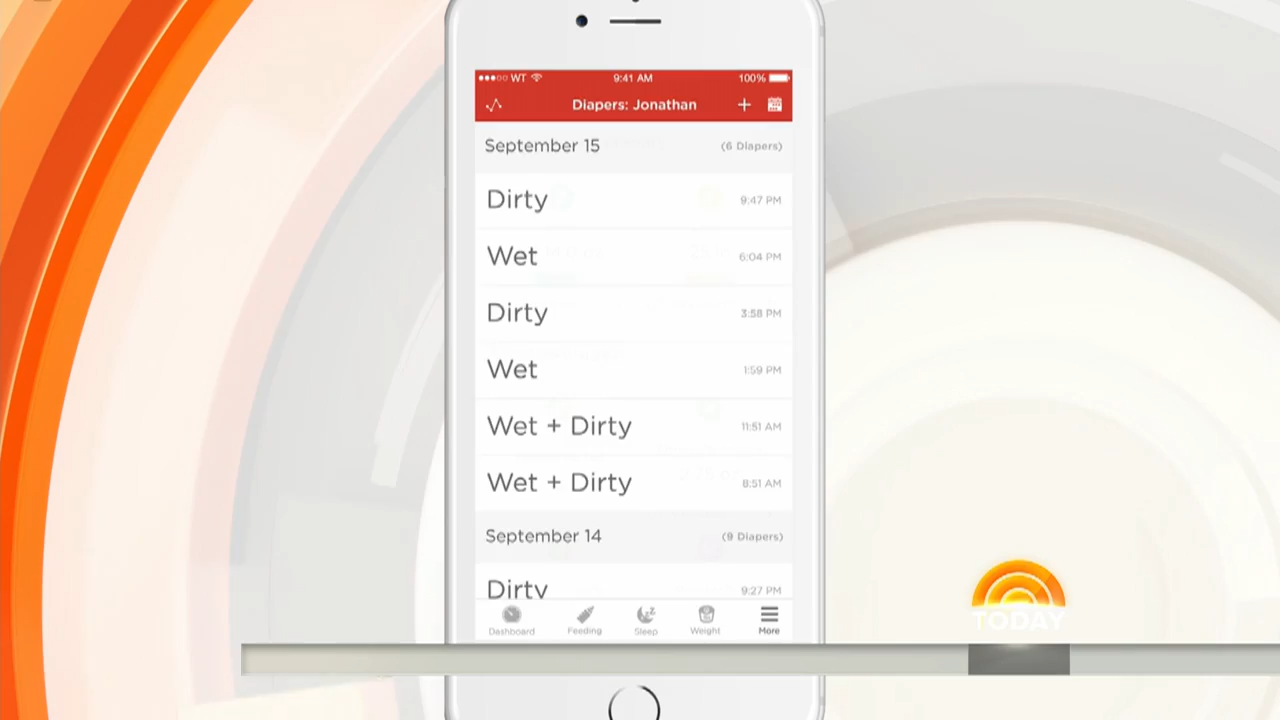 WT 9:41 AM 100%
Diapers: Jonathan +
September 15 (6 Diapers)
Dirty 9:47 PM
Wet 6:04 PM
Dirty 3:58 PM
Wet 1:59 PM
Wet + Dirty 11:51 AM
Wet + Dirty 8:51 AM
September 14 (9 Diapers)
Dirty 9:27 PM
Dashboard Feeding Sleep Weight More
TODAY